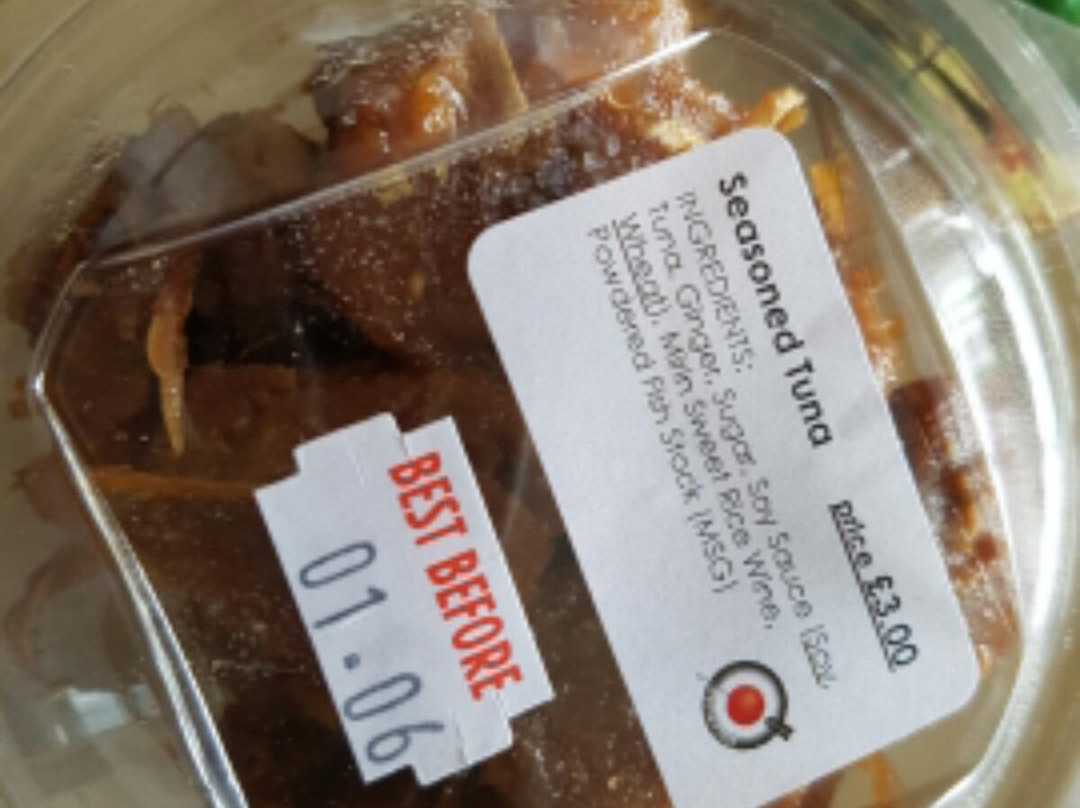 Seasoned Tuna
price £3.00
INGREDIENTS:
Tuna, Ginger, Sugar, Soy Sauce (Soy,
Wheat), Mirin Sweet Rice Wine,
Powdered Fish Stock (MSG)
BEST BEFORE
01.06